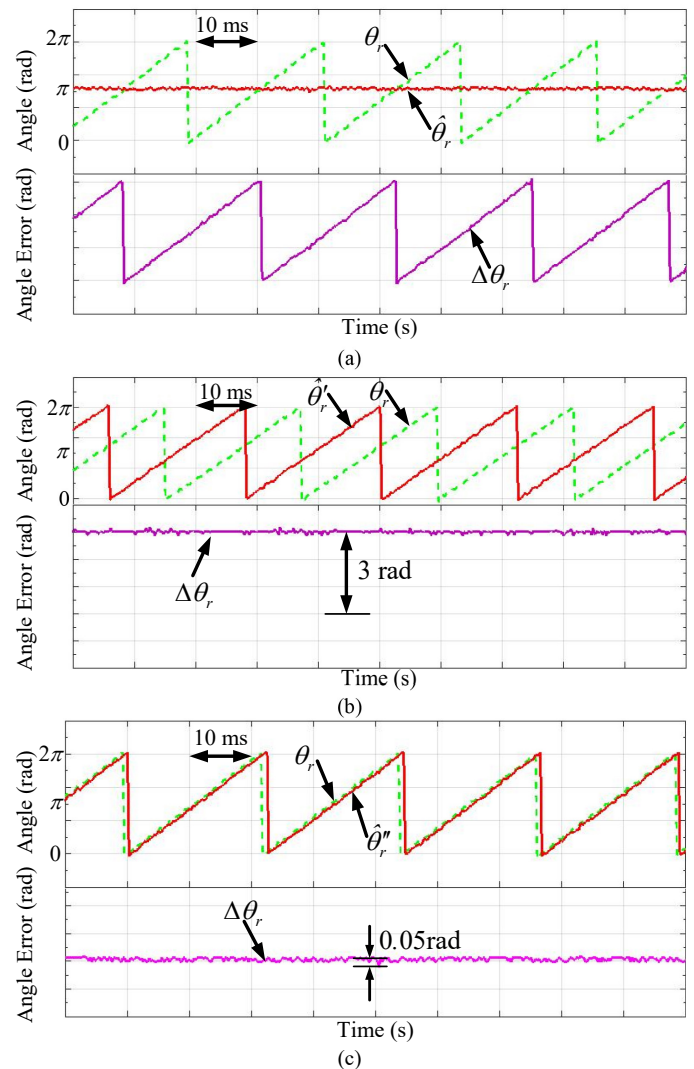 10 ms
Angle (rad)
2π
π
0
θr
θ̂r
Angle Error (rad)
Δθr
Time (s)
(a)
10 ms
θ̂′r
θr
Angle (rad)
2π
π
0
Angle Error (rad)
Δθr
3 rad
Time (s)
(b)
10 ms
Angle (rad)
2π
π
0
θr
θ̂″r
Angle Error (rad)
Δθr
0.05rad
Time (s)
(c)